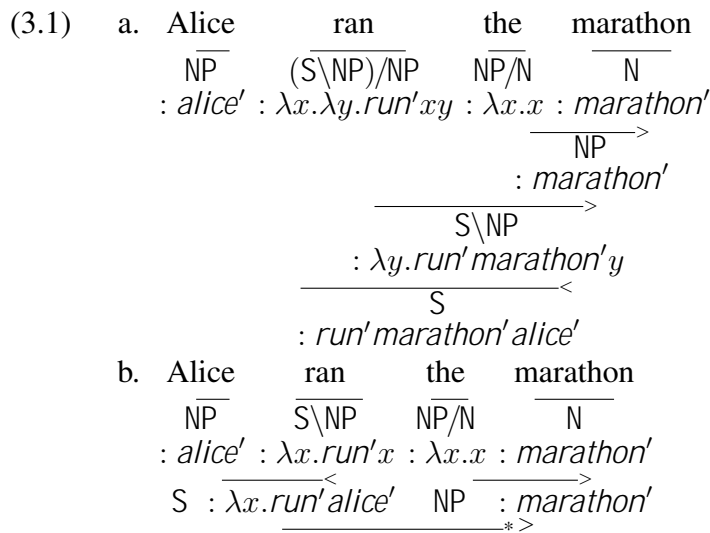 (3.1) a. Alice ran the marathon
NP (S\NP)/NP NP/N N
: alice′ : λx.λy.run′xy : λx.x : marathon′
>
NP
: marathon′
>
S\NP
: λy.run′marathon′y
<
S
: run′marathon′alice′
b. Alice ran the marathon
NP S\NP NP/N N
: alice′ : λx.run′x : λx.x : marathon′
< >
S : λx.run′alice′ NP : marathon′
*>